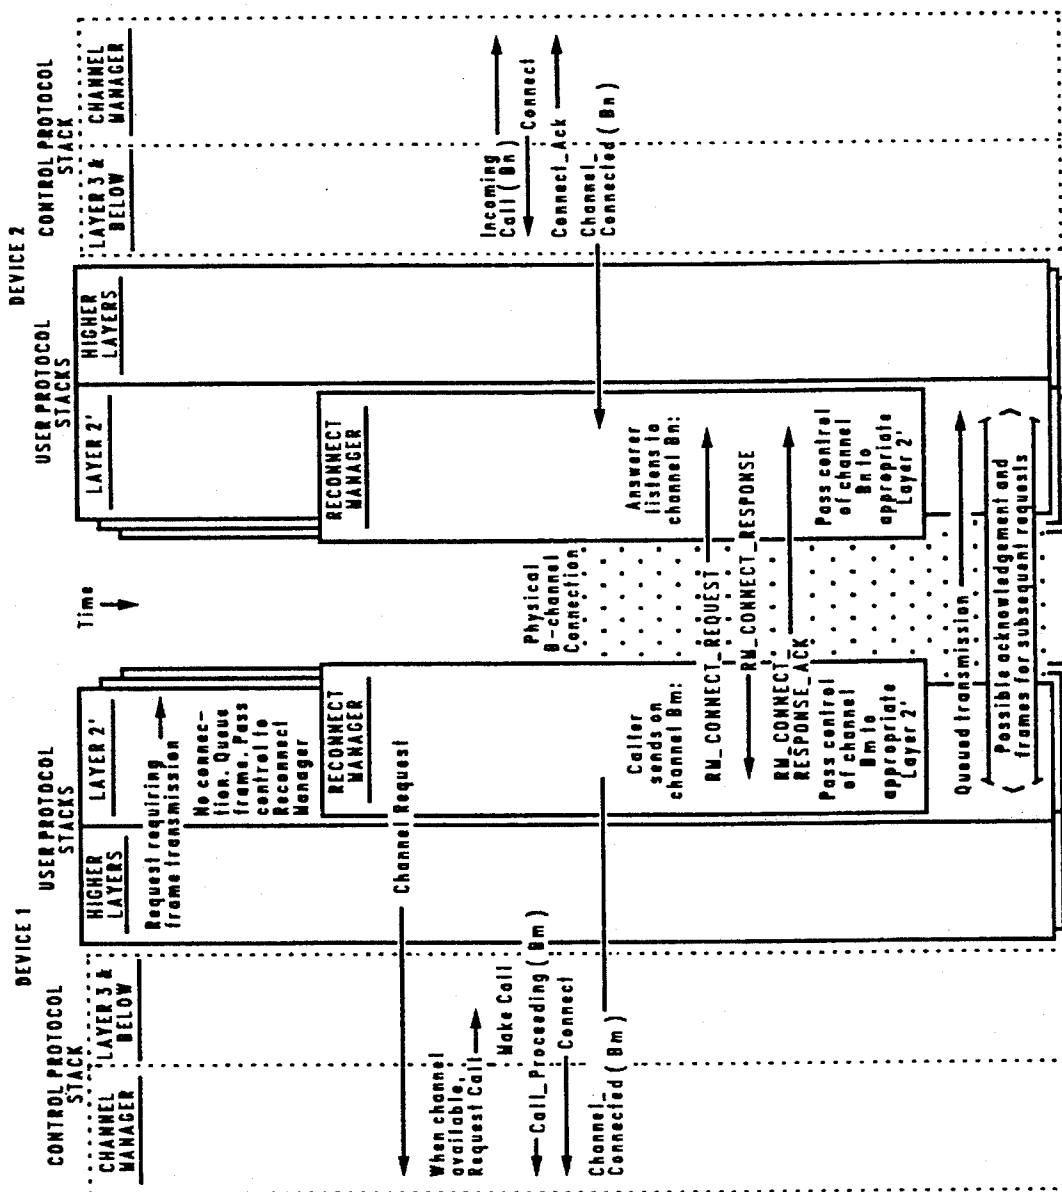 DEVICE 1
DEVICE 2
CONTROL PROTOCOL
STACK
USER PROTOCOL
STACKS
USER PROTOCOL
STACKS
CONTROL PROTOCOL
STACK
CHANNEL
MANAGER
LAYER 3 &
BELOW
HIGHER
LAYERS
LAYER 2'
Time
LAYER 2'
HIGHER
LAYERS
LAYER 3 &
BELOW
CHANNEL
MANAGER
Request requiring
frame transmission
No connec-
tion. Queue
frame. Pass
control to
Reconnect
Manager
RECONNECT
MANAGER
RECONNECT
MANAGER
Channel Request
When channel
available,
Request Call
Make Call
Call_Proceeding ( Bm )
Connect
Channel_
Connected ( Bm )
Incoming
Call ( Bn )
Connect
Connect_Ack
Channel_
Connected ( Bn )
Physical
B-channel
Connection
Caller
sends on
channel Bm:
Answerer
listens to
channel Bn:
RM_CONNECT_REQUEST
RM_CONNECT_RESPONSE
RM_CONNECT_
RESPONSE_ACK
Pass control
of channel
Bm to
appropriate
Layer 2'
Pass control
of channel
Bn to
appropriate
Layer 2'
Queued transmission
Possible acknowledgement and
frames for subsequent requests